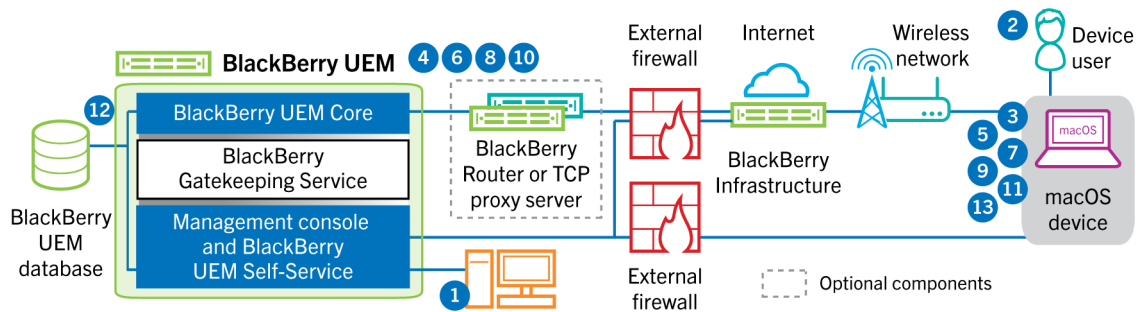 BlackBerry UEM
4
6
8
10
External
firewall
Internet
Wireless
network
2
Device
user
12
BlackBerry UEM Core
BlackBerry
Gatekeeping Service
Management console
and BlackBerry
UEM Self-Service
BlackBerry
UEM
database
BlackBerry
Router or TCP
proxy server
BlackBerry
Infrastructure
3
5
7
9
11
13
macOS
macOS
device
1
External
firewall
Optional components